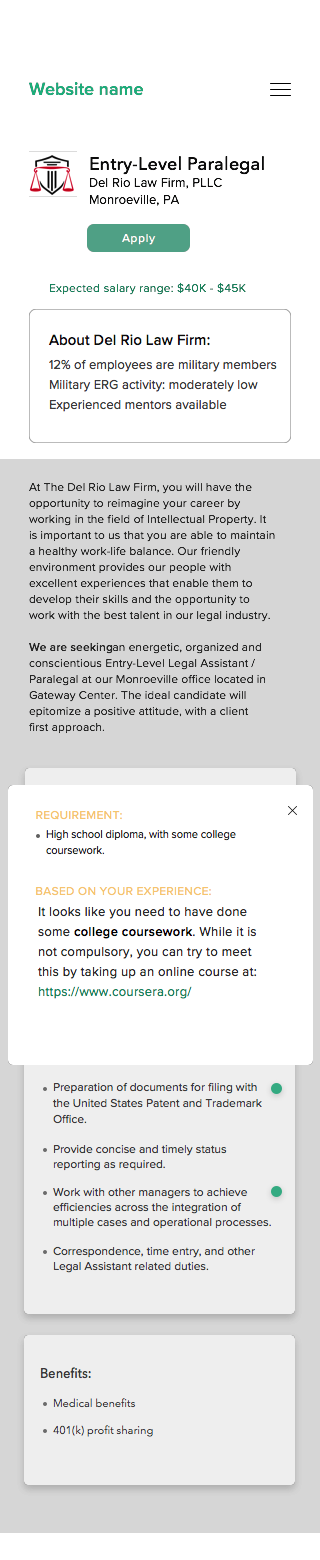 Website name
Entry-Level Paralegal
Del Rio Law Firm, PLLC
Monroeville, PA
Apply
Expected salary range: $40K - $45K
About Del Rio Law Firm:
12% of employees are military members
Military ERG activity: moderately low
Experienced mentors available
At The Del Rio Law Firm, you will have the
opportunity to reimagine your career by
working in the field of Intellectual Property. It
is important to us that you are able to maintain
a healthy work-life balance. Our friendly
environment provides our people with
excellent experiences that enable them to
develop their skills and the opportunity to
work with the best talent in our legal industry.
We are seekingan energetic, organized and
conscientious Entry-Level Legal Assistant /
Paralegal at our Monroeville office located in
Gateway Center. The ideal candidate will
epitomize a positive attitude, with a client
first approach.
REQUIREMENT:
• High school diploma, with some college
coursework.
BASED ON YOUR EXPERIENCE:
It looks like you need to have done
some college coursework. While it is
not compulsory, you can try to meet
this by taking up an online course at:
https://www.coursera.org/
• Preparation of documents for filing with
the United States Patent and Trademark
Office.
• Provide concise and timely status
reporting as required.
• Work with other managers to achieve
efficiencies across the integration of
multiple cases and operational processes.
• Correspondence, time entry, and other
Legal Assistant related duties.
Benefits:
• Medical benefits
• 401(k) profit sharing